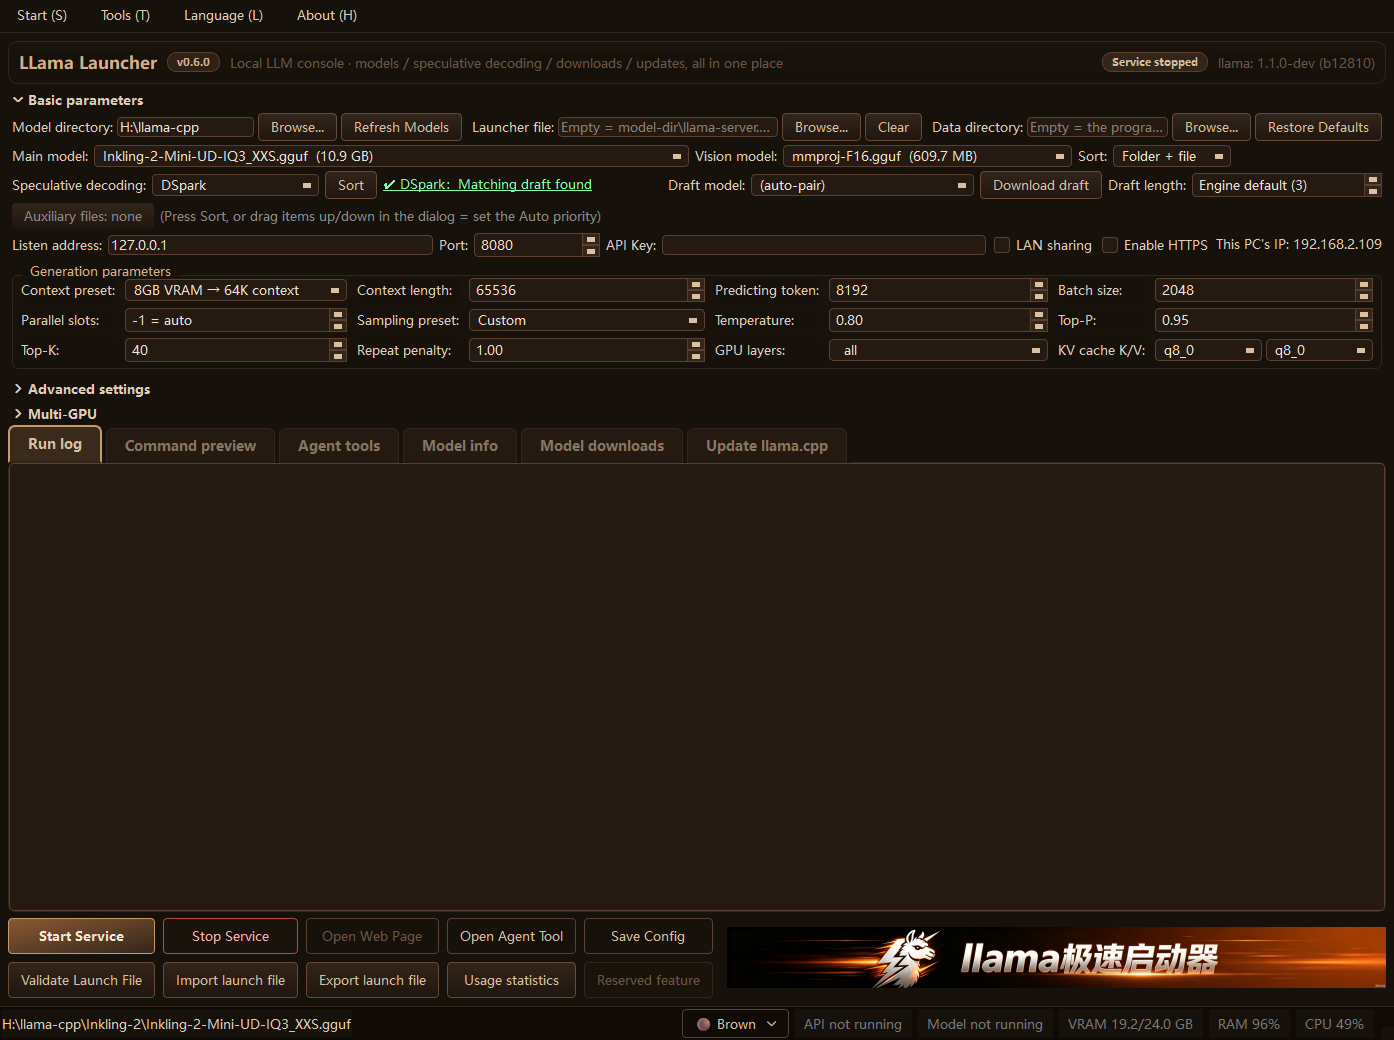 Start (S) Tools (T) Language (L) About (H)
LLama Launcher v0.6.0 Local LLM console · models / speculative decoding / downloads / updates, all in one place Service stopped llama: 1.1.0-dev (b12810)
Basic parameters
Model directory: H:\llama-cpp Browse... Refresh Models Launcher file: Empty = model-dir\llama-server.... Browse... Clear Data directory: Empty = the progra... Browse... Restore Defaults
Main model: Inkling-2-Mini-UD-IQ3_XXS.gguf (10.9 GB) Vision model: mmproj-F16.gguf (609.7 MB) Sort: Folder + file
Speculative decoding: DSpark Sort ✔ DSpark: Matching draft found Draft model: (auto-pair) Download draft Draft length: Engine default (3)
Auxiliary files: none (Press Sort, or drag items up/down in the dialog = set the Auto priority)
Listen address: 127.0.0.1 Port: 8080 API Key: LAN sharing Enable HTTPS This PC's IP: 192.168.2.109
Generation parameters
Context preset: 8GB VRAM → 64K context Context length: 65536 Predicting token: 8192 Batch size: 2048
Parallel slots: -1 = auto Sampling preset: Custom Temperature: 0.80 Top-P: 0.95
Top-K: 40 Repeat penalty: 1.00 GPU layers: all KV cache K/V: q8_0 q8_0
Advanced settings
Multi-GPU
Run log Command preview Agent tools Model info Model downloads Update llama.cpp
Start Service Stop Service Open Web Page Open Agent Tool Save Config
llama极速启动器
Validate Launch File Import launch file Export launch file Usage statistics Reserved feature
H:\llama-cpp\Inkling-2\Inkling-2-Mini-UD-IQ3_XXS.gguf Brown API not running Model not running VRAM 19.2/24.0 GB RAM 96% CPU 49%